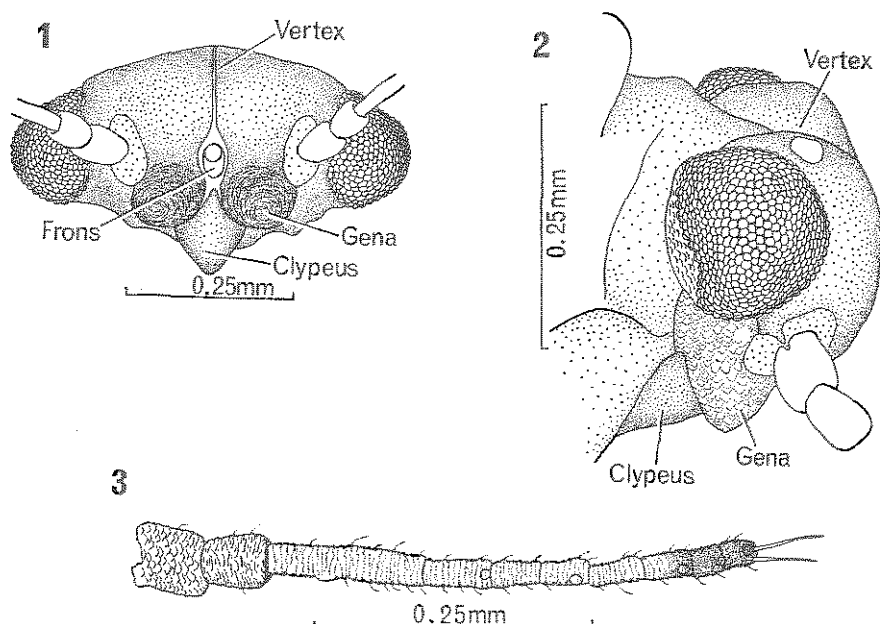 1
Vertex
Frons
Gena
Clypeus
0.25mm
2
Vertex
0.25mm
Clypeus
Gena
3
0.25mm